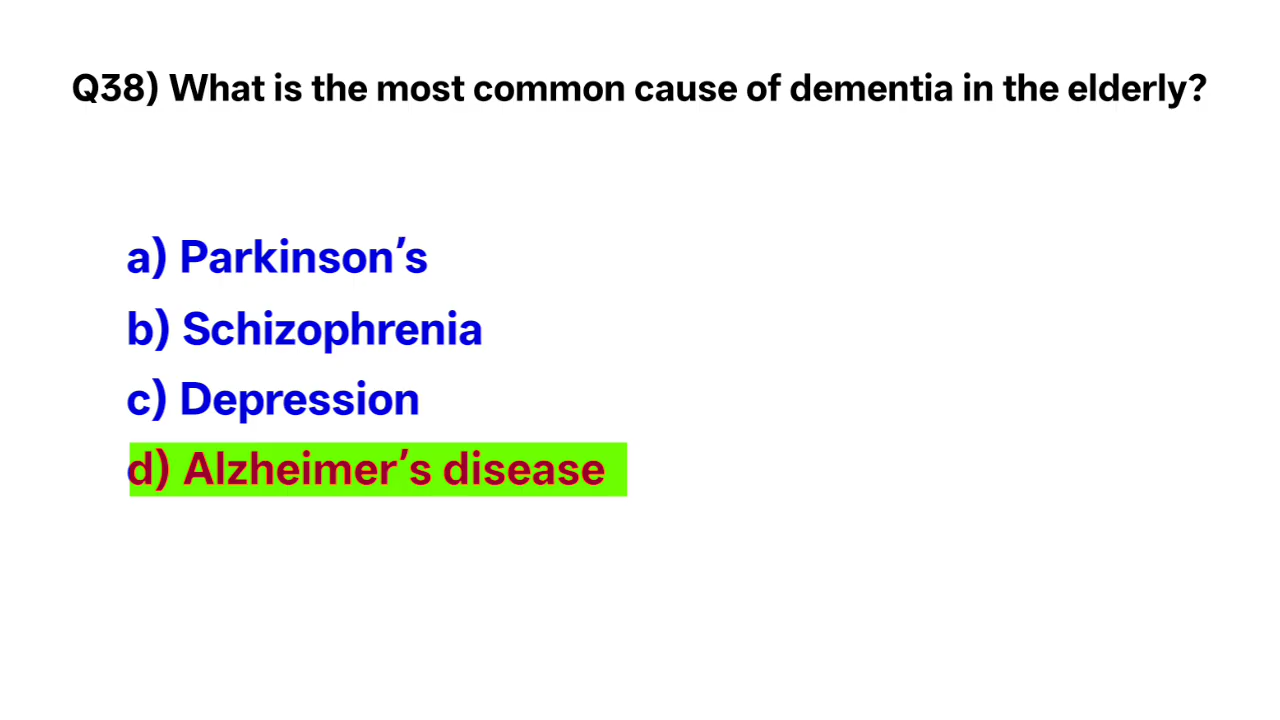 Q38) What is the most common cause of dementia in the elderly?
a) Parkinson’s
b) Schizophrenia
c) Depression
d) Alzheimer’s disease